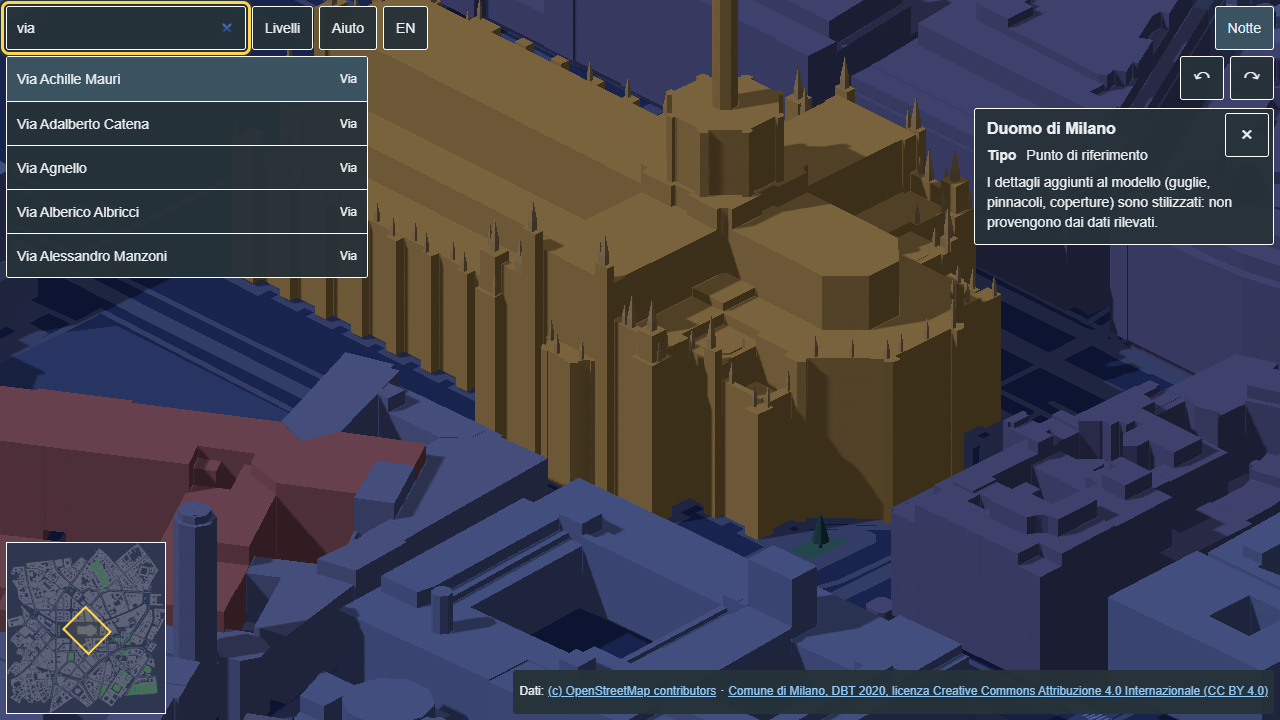 via × Livelli Aiuto EN Notte
Via Achille Mauri Via
Via Adalberto Catena Via
Via Agnello Via
Via Alberico Albricci Via
Via Alessandro Manzoni Via
Duomo di Milano ×
Tipo Punto di riferimento
I dettagli aggiunti al modello (guglie,
pinnacoli, coperture) sono stilizzati: non
provengono dai dati rilevati.
Dati: (c) OpenStreetMap contributors · Comune di Milano, DBT 2020, licenza Creative Commons Attribuzione 4.0 Internazionale (CC BY 4.0)